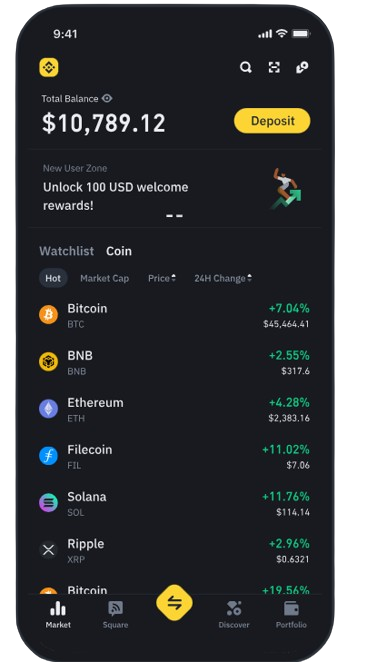 9:41
Total Balance
$10,789.12
Deposit
New User Zone
Unlock 100 USD welcome
rewards!
Watchlist Coin
Hot Market Cap Price 24H Change
Bitcoin +7.04%
BTC $45,464.41
BNB +2.55%
BNB $317.6
Ethereum +4.28%
ETH $2,383.16
Filecoin +11.02%
FIL $7.06
Solana +11.76%
SOL $114.14
Ripple +2.96%
XRP $0.6321
Bitcoin +19.56%
Market Square Discover Portfolio